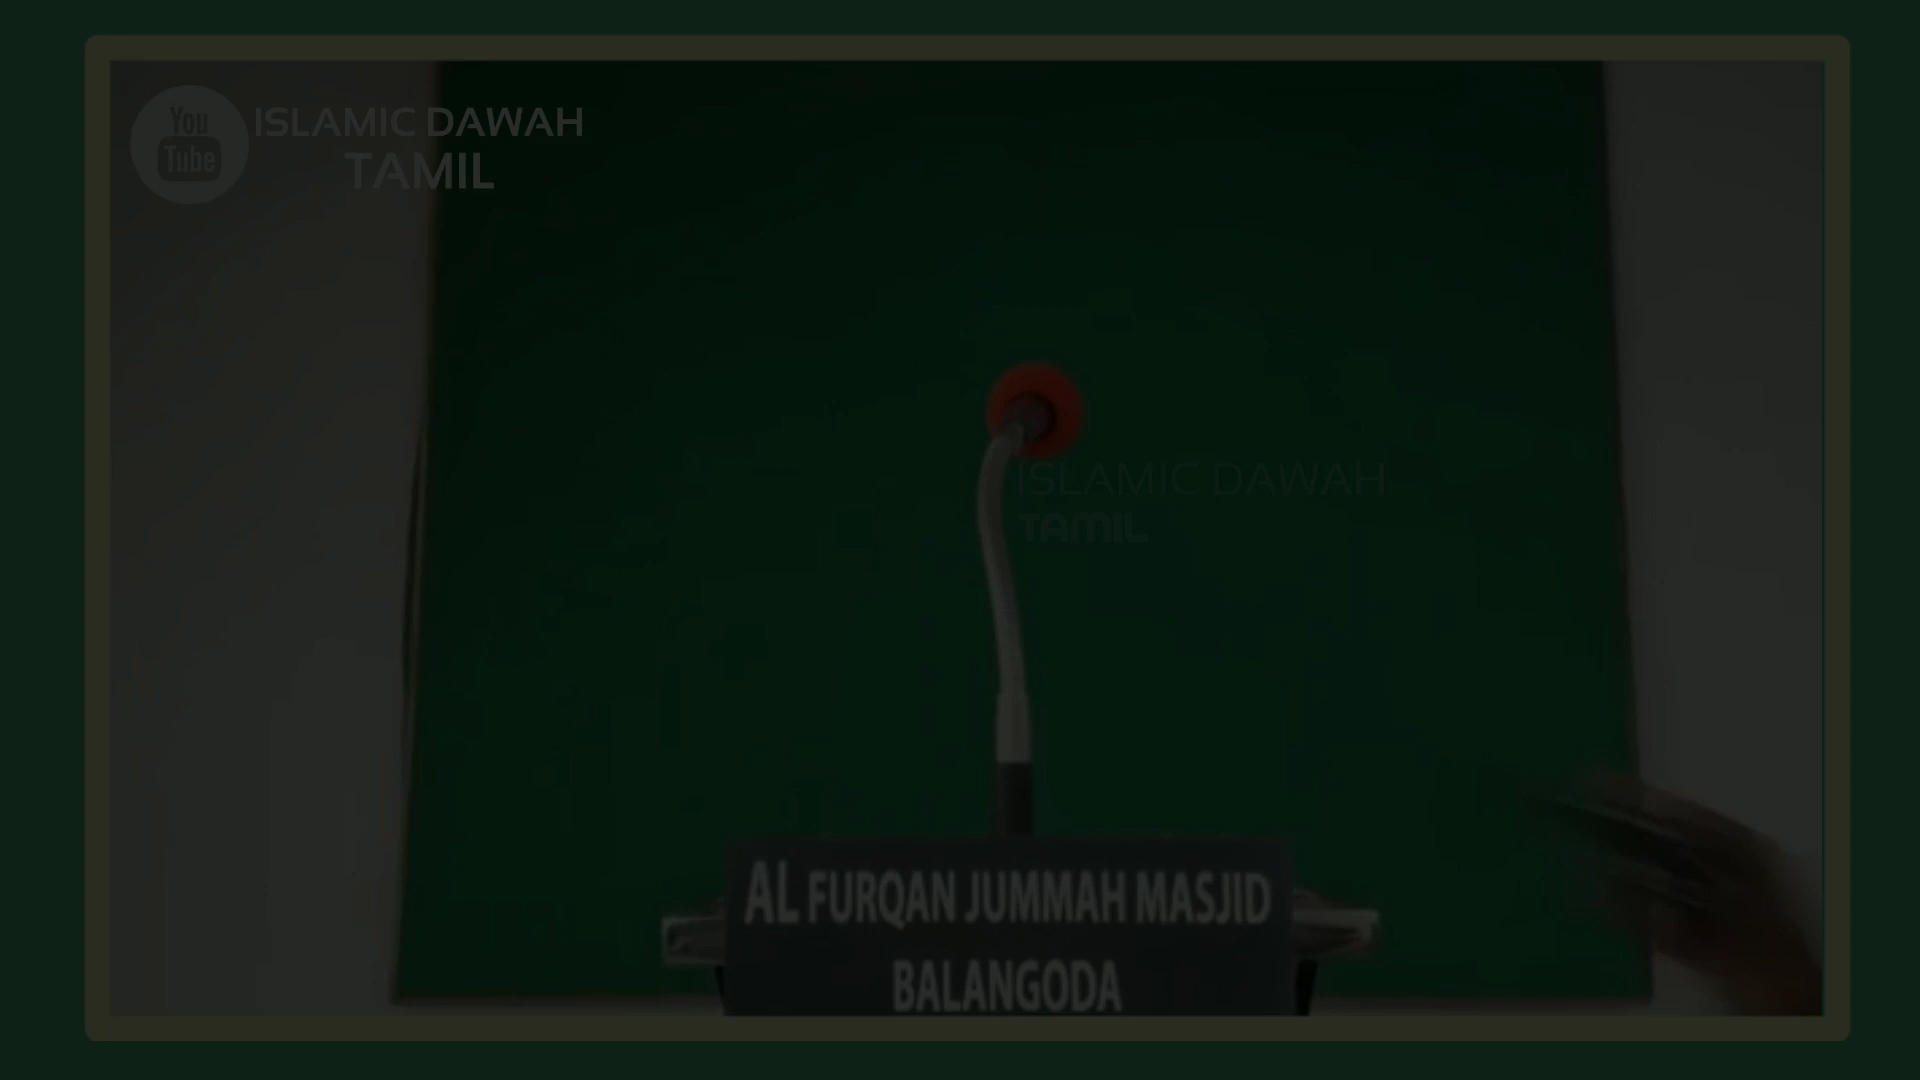 You
Tube
ISLAMIC DAWAH
TAMIL
ISLAMIC DAWAH
TAMIL
AL FURQAN JUMMAH MASJID
BALANGODA